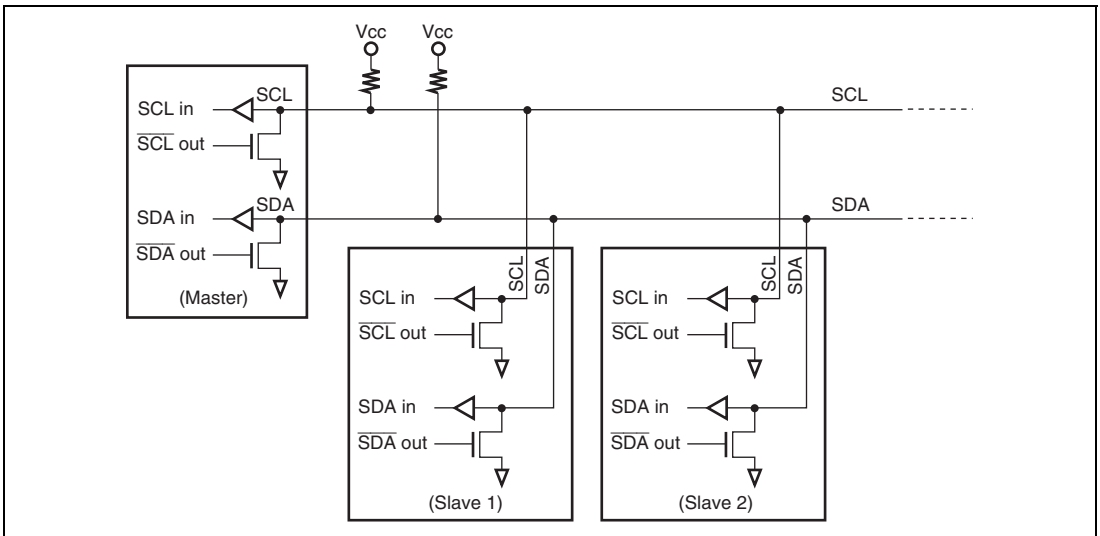 Vcc Vcc
SCL in SCL SCL
SCL out
SDA in SDA SDA
SDA out
(Master)
SCL SDA SCL SDA
SCL in SCL in
SCL out SCL out
SDA in SDA in
SDA out SDA out
(Slave 1) (Slave 2)